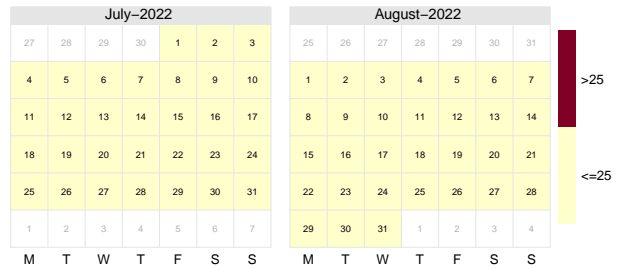 July−2022
27 28 29 30 1 2 3
4 5 6 7 8 9 10
11 12 13 14 15 16 17
18 19 20 21 22 23 24
25 26 27 28 29 30 31
1 2 3 4 5 6 7
M T W T F S S
August−2022
25 26 27 28 29 30 31
1 2 3 4 5 6 7
8 9 10 11 12 13 14
15 16 17 18 19 20 21
22 23 24 25 26 27 28
29 30 31 1 2 3 4
M T W T F S S
>25
<=25